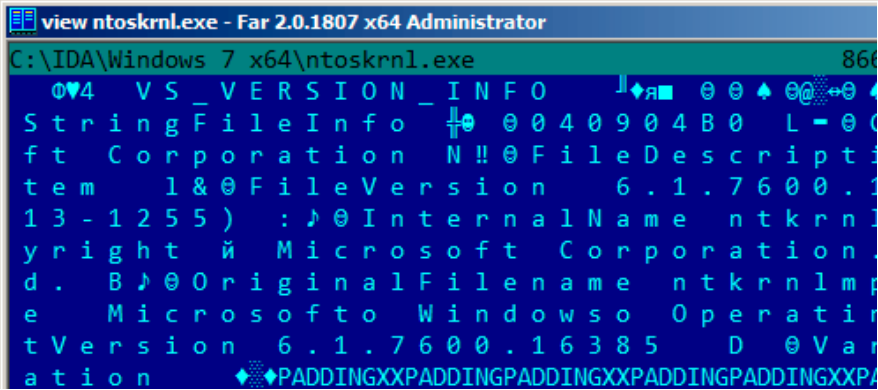 view ntoskrnl.exe - Far 2.0.1807 x64 Administrator
C:\IDA\Windows 7 x64\ntoskrnl.exe 866
Ф♥4 V S _ V E R S I O N _ I N F O ╜♦я■ ☺ ☺ ♠ ☺@░↔☺ ♦
S t r i n g F i l e I n f o ╬☻ ☺ 0 4 0 9 0 4 B 0 L ▬ ☺ C
f t C o r p o r a t i o n N ‼ ☺ F i l e D e s c r i p t i
t e m l & ☺ F i l e V e r s i o n 6 . 1 . 7 6 0 0 . 1
1 3 - 1 2 5 5 ) : ♪ ☺ I n t e r n a l N a m e n t k r n l
y r i g h t й M i c r o s o f t C o r p o r a t i o n .
d . B ♪ ☺ O r i g i n a l F i l e n a m e n t k r n l m p
e M i c r o s o f t o W i n d o w s o O p e r a t i n
t V e r s i o n 6 . 1 . 7 6 0 0 . 1 6 3 8 5 D ☺ V a r
a t i o n ♦░♦PADDINGXXPADDINGPADDINGXXPADDINGPADDINGXXPA